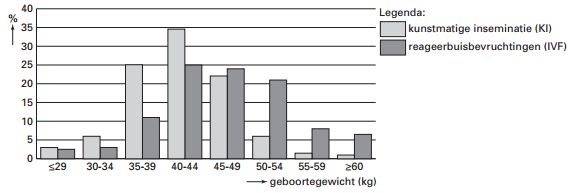 %
40
35
30
25
20
15
10
5
0
≤29 30-34 35-39 40-44 45-49 50-54 55-59 ≥60
geboortegewicht (kg)
Legenda:
kunstmatige inseminatie (KI)
reageerbuisbevruchtingen (IVF)